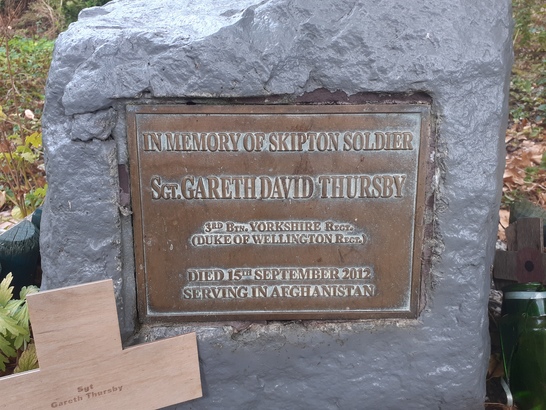 IN MEMORY OF SKIPTON SOLDIER
SGT. GARETH DAVID THURSBY
3RD BTN. YORKSHIRE REGT.
(DUKE OF WELLINGTON REGT.)
DIED 15TH SEPTEMBER 2012
SERVING IN AFGHANISTAN
Sgt
Gareth Thursby